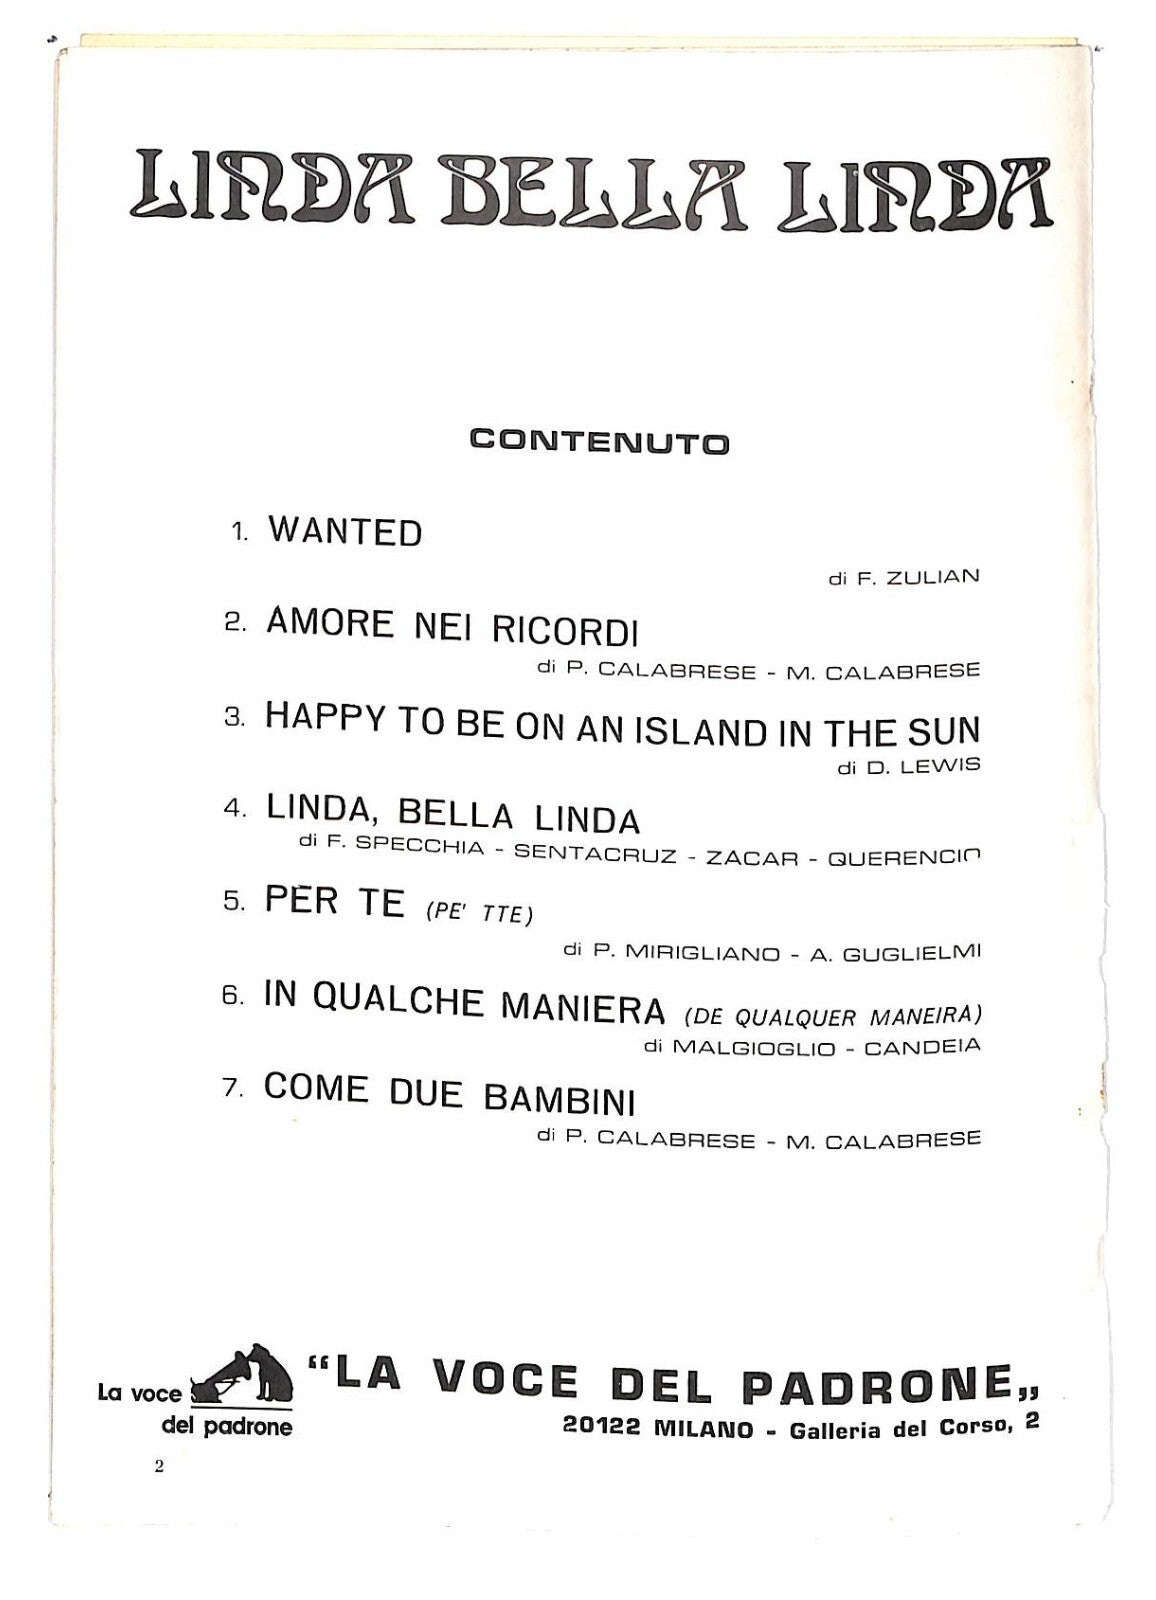 LINDA BELLA LINDA
CONTENUTO
1. WANTED
di F. ZULIAN
2. AMORE NEI RICORDI
di P. CALABRESE - M. CALABRESE
3. HAPPY TO BE ON AN ISLAND IN THE SUN
di D. LEWIS
4. LINDA, BELLA LINDA
di F. SPECCHIA - SENTACRUZ - ZACAR - QUERENCIO
5. PER TE (PE' TTE)
di P. MIRIGLIANO - A. GUGLIELMI
6. IN QUALCHE MANIERA (DE QUALQUER MANEIRA)
di MALGIOGLIO - CANDEIA
7. COME DUE BAMBINI
di P. CALABRESE - M. CALABRESE
La voce
del padrone
“LA VOCE DEL PADRONE„
20122 MILANO - Galleria del Corso, 2
2